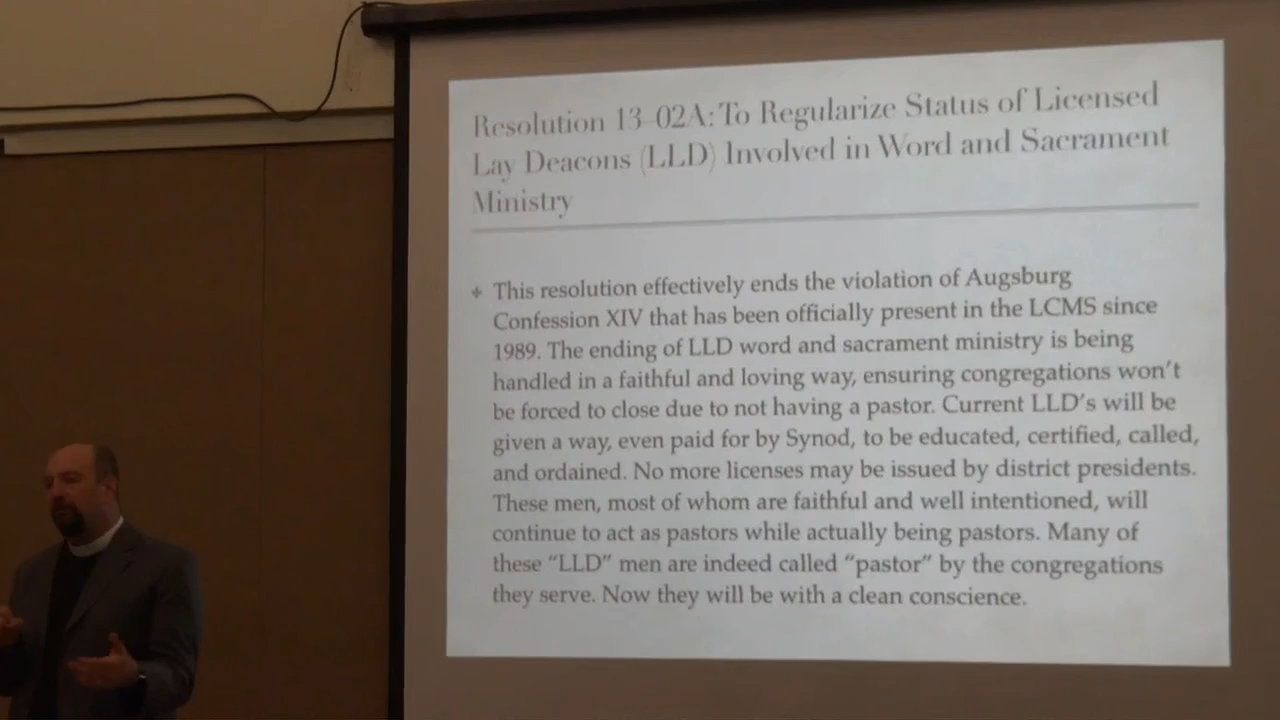 Resolution 13-02A: To Regularize Status of Licensed
Lay Deacons (LLD) Involved in Word and Sacrament
Ministry
This resolution effectively ends the violation of Augsburg
Confession XIV that has been officially present in the LCMS since
1989. The ending of LLD word and sacrament ministry is being
handled in a faithful and loving way, ensuring congregations won't
be forced to close due to not having a pastor. Current LLD's will be
given a way, even paid for by Synod, to be educated, certified, called,
and ordained. No more licenses may be issued by district presidents.
These men, most of whom are faithful and well intentioned, will
continue to act as pastors while actually being pastors. Many of
these "LLD" men are indeed called "pastor" by the congregations
they serve. Now they will be with a clean conscience.